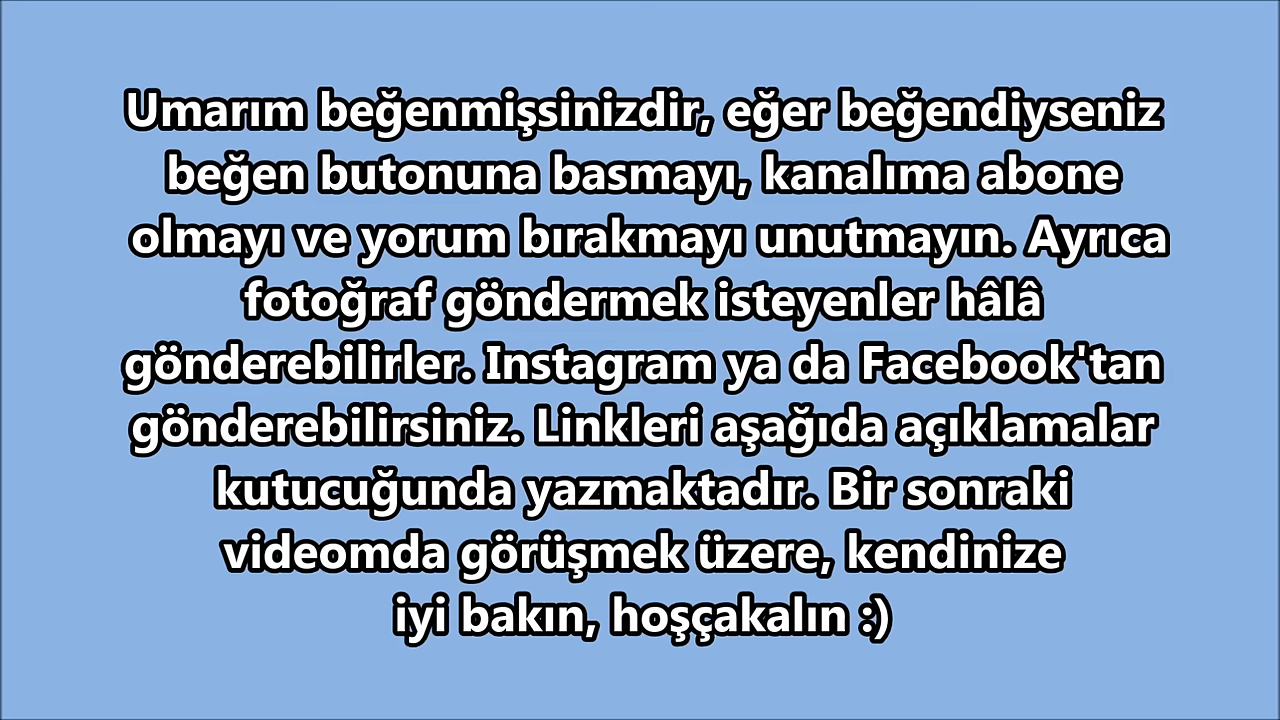 Umarım beğenmişsinizdir, eğer beğendiyseniz
beğen butonuna basmayı, kanalıma abone
olmayı ve yorum bırakmayı unutmayın. Ayrıca
fotoğraf göndermek isteyenler hâlâ
gönderebilirler. Instagram ya da Facebook'tan
gönderebilirsiniz. Linkleri aşağıda açıklamalar
kutucuğunda yazmaktadır. Bir sonraki
videomda görüşmek üzere, kendinize
iyi bakın, hoşçakalın :)